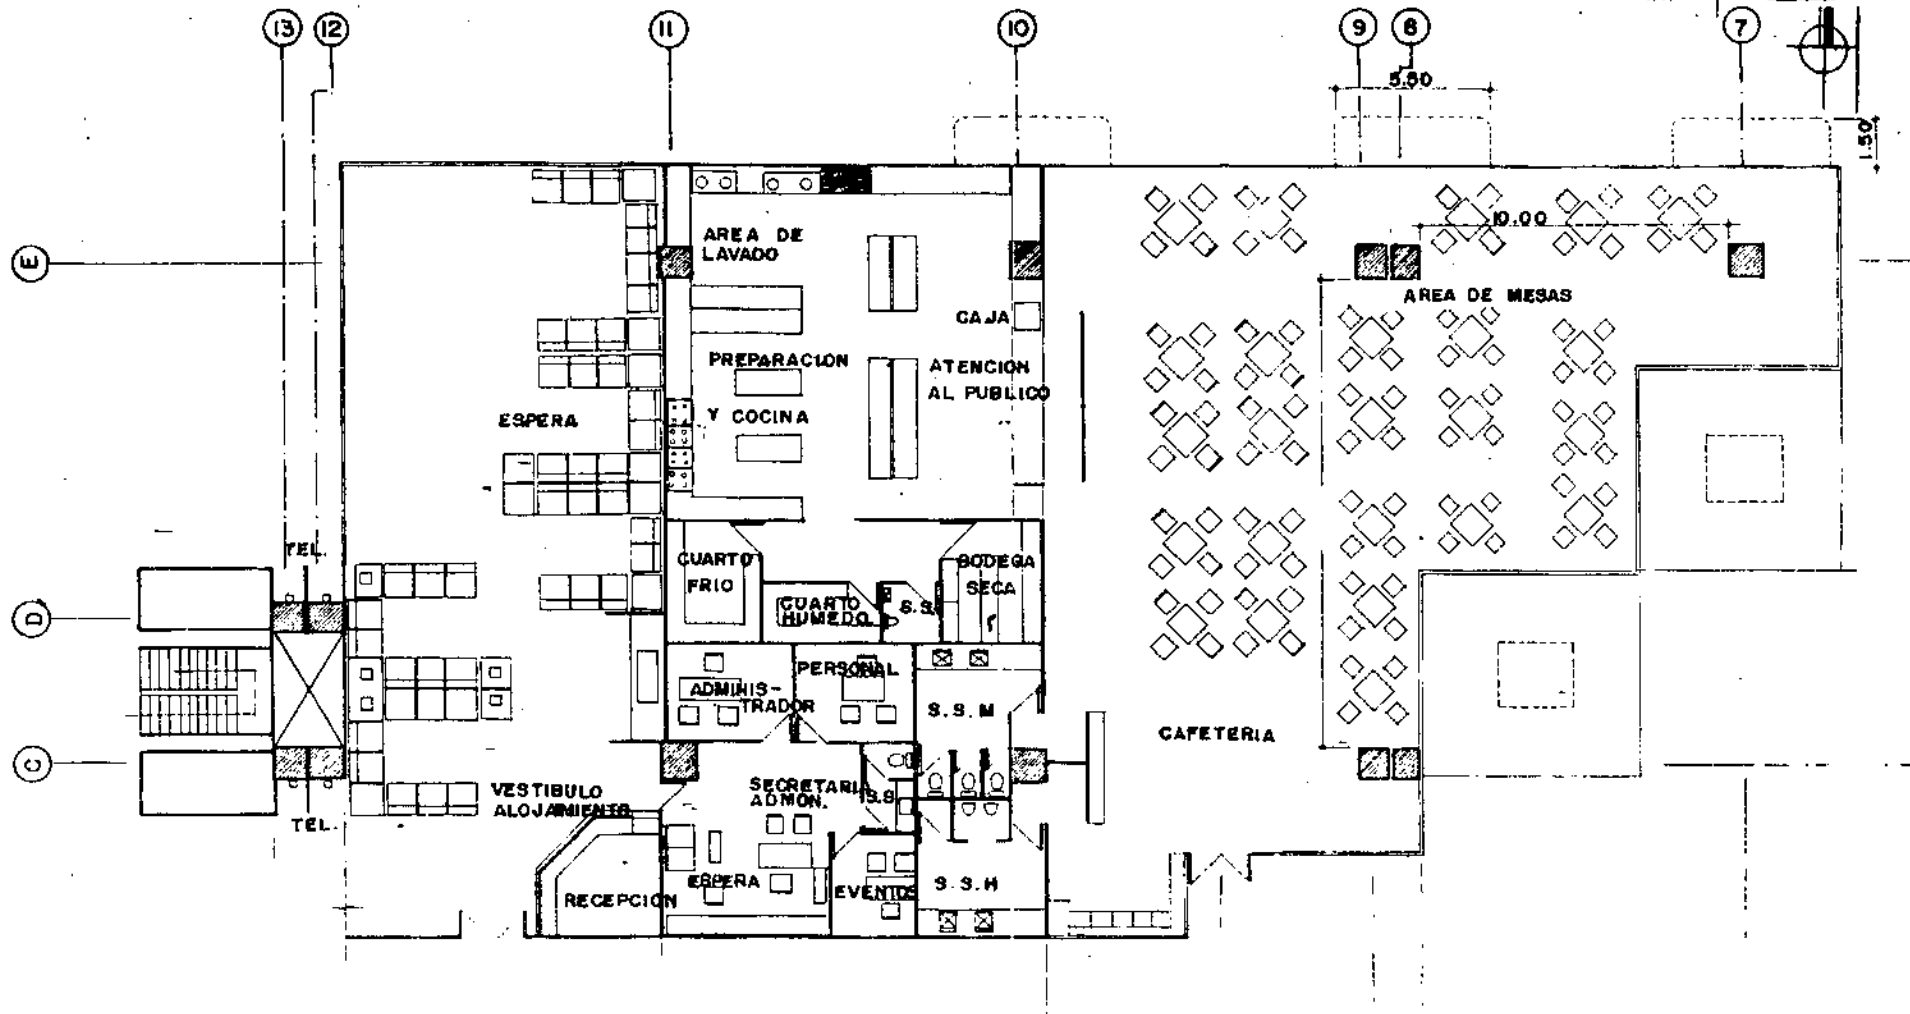 13
12
11
10
9
8
7
5.50
1.50
10.00
E
AREA DE
LAVADO
AREA DE MESAS
CAJA
PREPARACION
Y COCINA
ATENCION
AL PUBLICO
ESPERA
TEL.
CUARTO
FRIO
BODEGA
SECA
CUARTO
HUMEDO
S.S.
D
PERSONAL
ADMINIS-
TRADOR
S.S.M
CAFETERIA
C
VESTIBULO
ALOJAMIENTO
SECRETARIA
ADMON.
S.S
TEL.
RECEPCION
ESPERA
EVENTOS
S.S.H